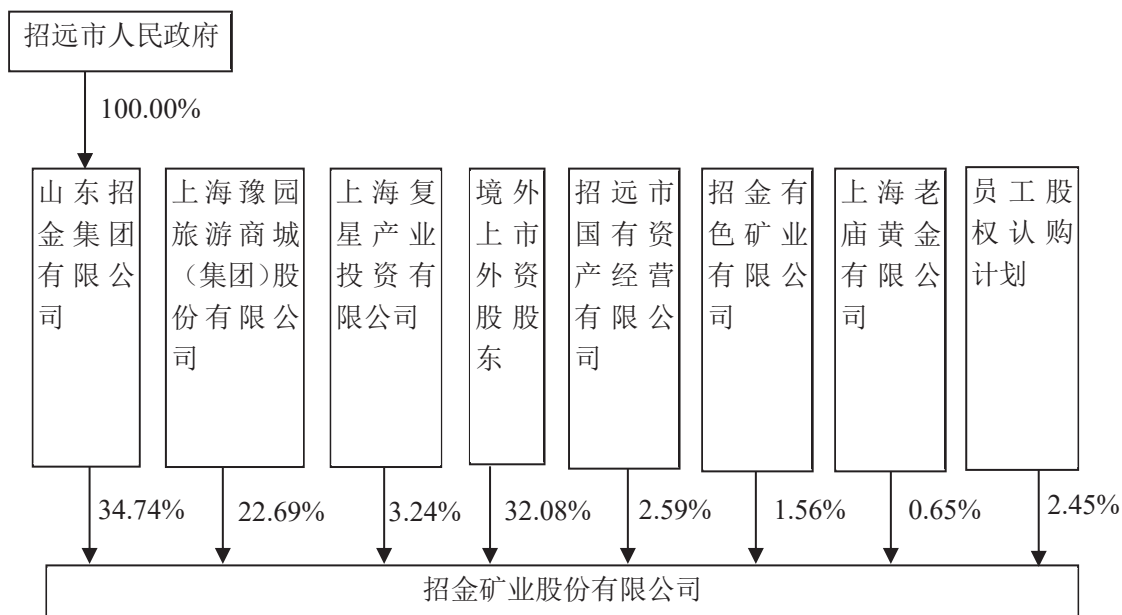 招远市人民政府
100.00%
山东招
金集团
有限公
司
上海豫园
旅游商城
（集团）股
份有限公
司
上海复
星产业
投资有
限公司
境外
上市
外资
股股
东
招远市
国有资
产经营
有限公
司
招金有
色矿业
有限公
司
上海老
庙黄金
有限公
司
员工股
权认购
计划
34.74%
22.69%
3.24%
32.08%
2.59%
1.56%
0.65%
2.45%
招金矿业股份有限公司